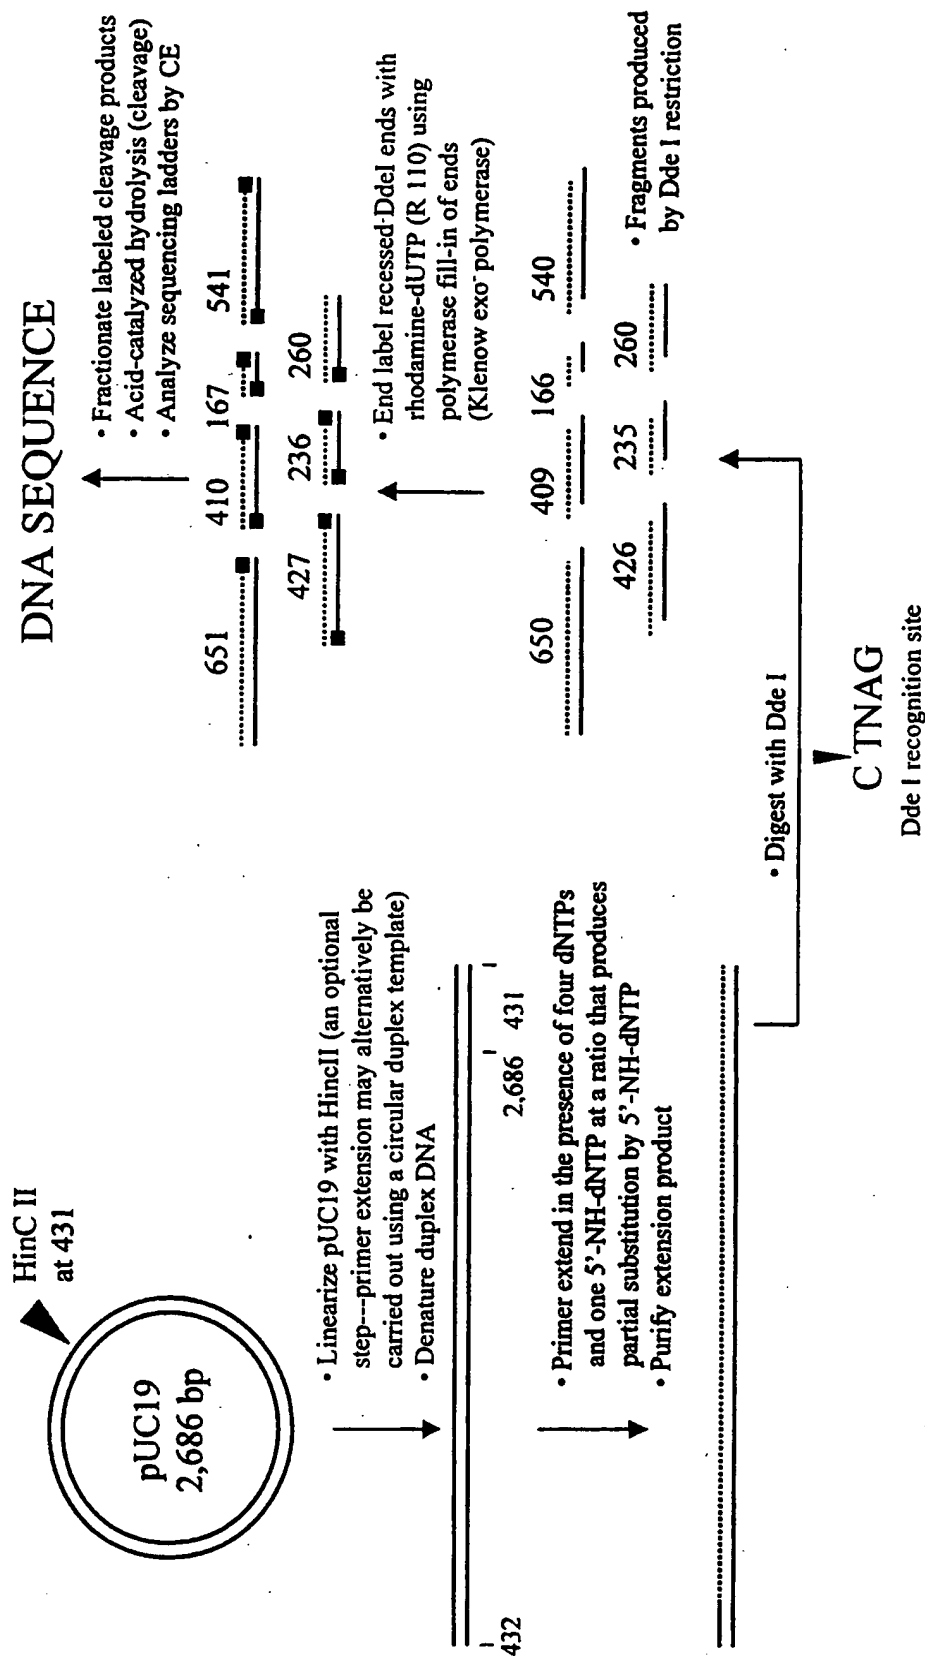 HinC II
at 431
pUC19
2,686 bp
• Linearize pUC19 with HincII (an optional
step---primer extension may alternatively be
carried out using a circular duplex template)
• Denature duplex DNA
432
2,686
431
• Primer extend in the presence of four dNTPs
and one 5'-NH-dNTP at a ratio that produces
partial substitution by 5'-NH-dNTP
• Purify extension product
• Digest with Dde I
C TNAG
Dde I recognition site
DNA SEQUENCE
• Fractionate labeled cleavage products
• Acid-catalyzed hydrolysis (cleavage)
• Analyze sequencing ladders by CE
651 410 167 541
427 236 260
• End label recessed-DdeI ends with
rhodamine-dUTP (R 110) using
polymerase fill-in of ends
(Klenow exo⁻ polymerase)
650 409 166 540
426 235 260
• Fragments produced
by Dde I restriction